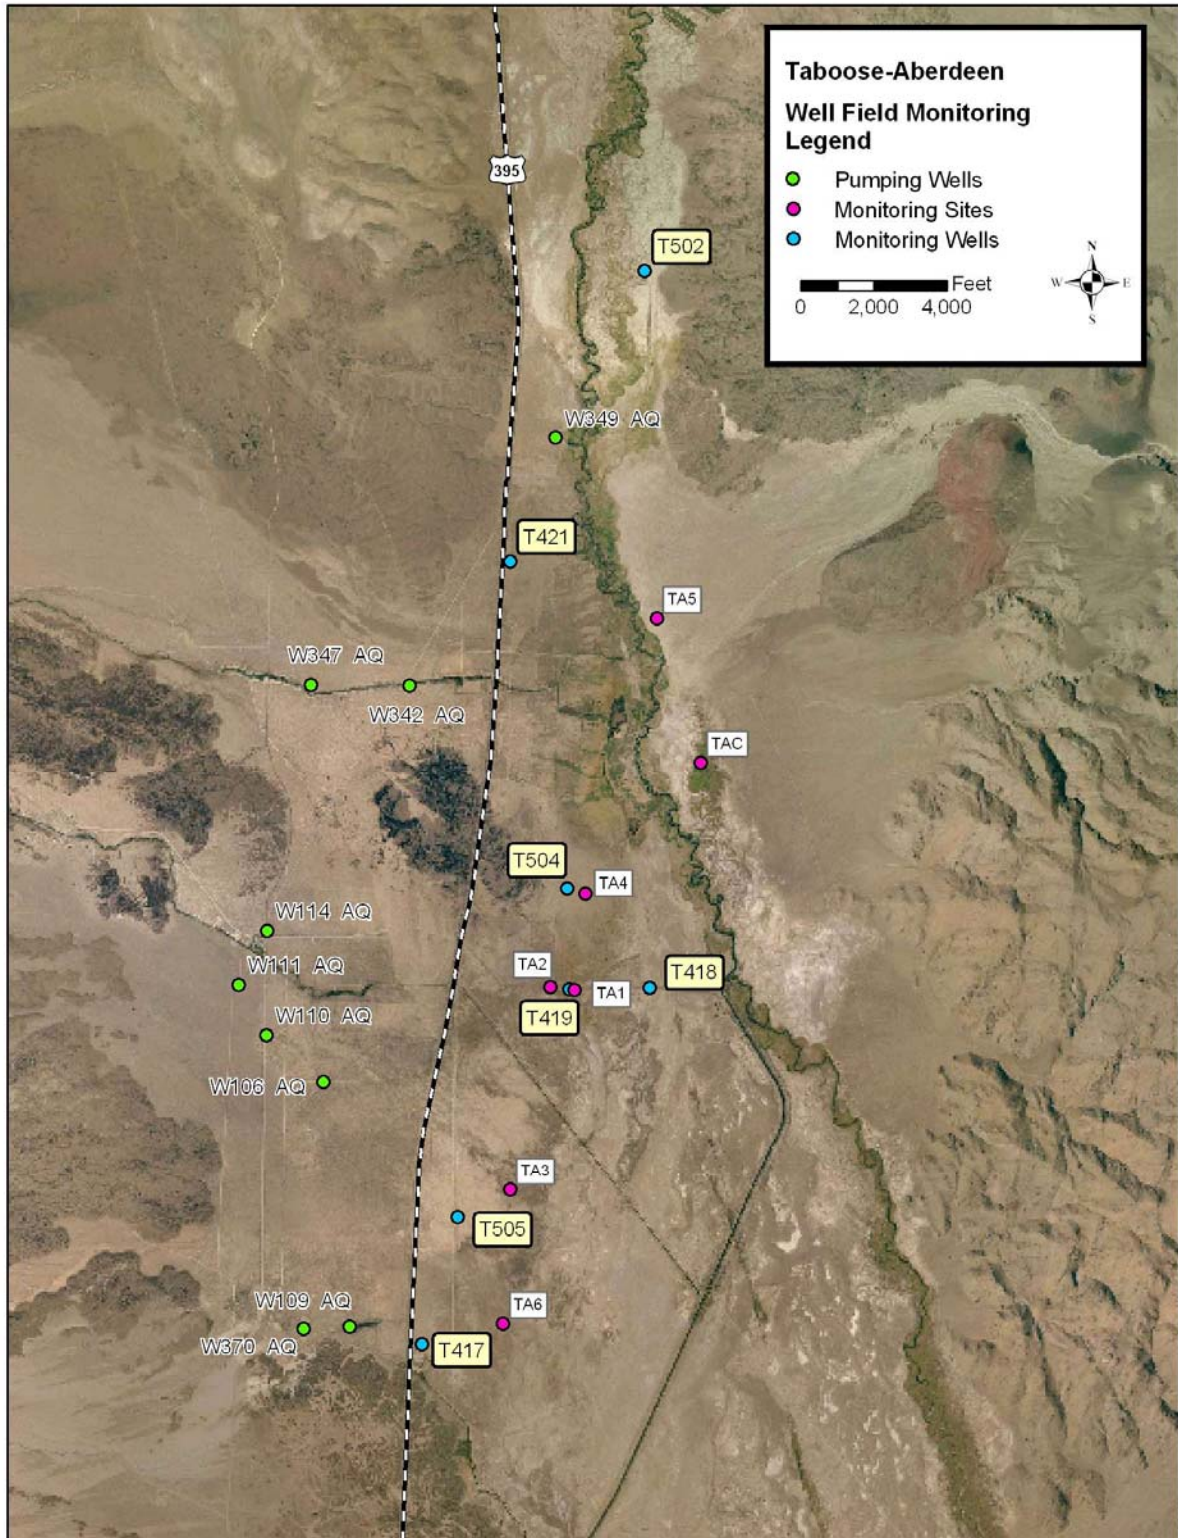 Taboose-Aberdeen
Well Field Monitoring
Legend
Pumping Wells
Monitoring Sites
Monitoring Wells
Feet
0 2,000 4,000
N
W E
S
395
T502
W349 AQ
T421
TA5
W347 AQ
W342 AQ
TAC
T504
TA4
W114 AQ
W111 AQ
TA2
T418
TA1
T419
W110 AQ
W106 AQ
TA3
T505
W109 AQ
TA6
W370 AQ
T417